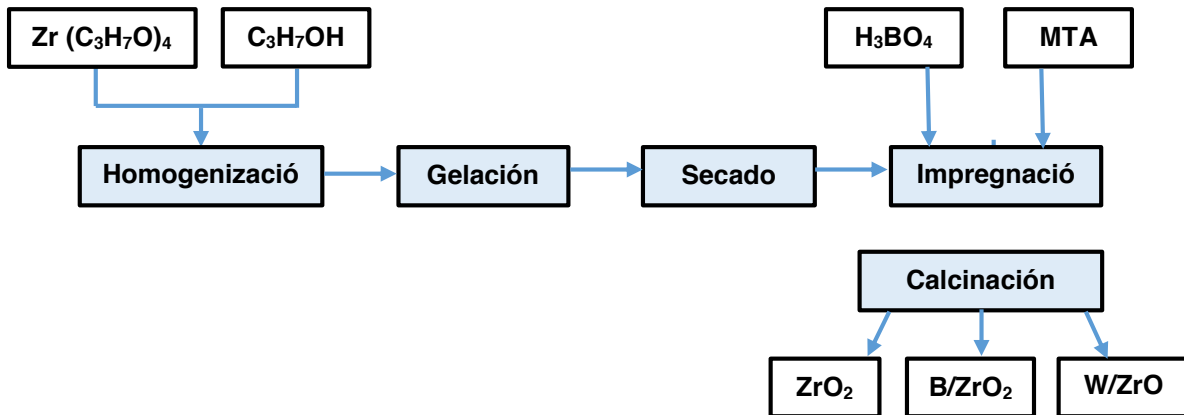 Zr (C₃H₇O)₄
C₃H₇OH
H₃BO₄
MTA
Homogenizació
Gelación
Secado
Impregnació
Calcinación
ZrO₂
B/ZrO₂
W/ZrO